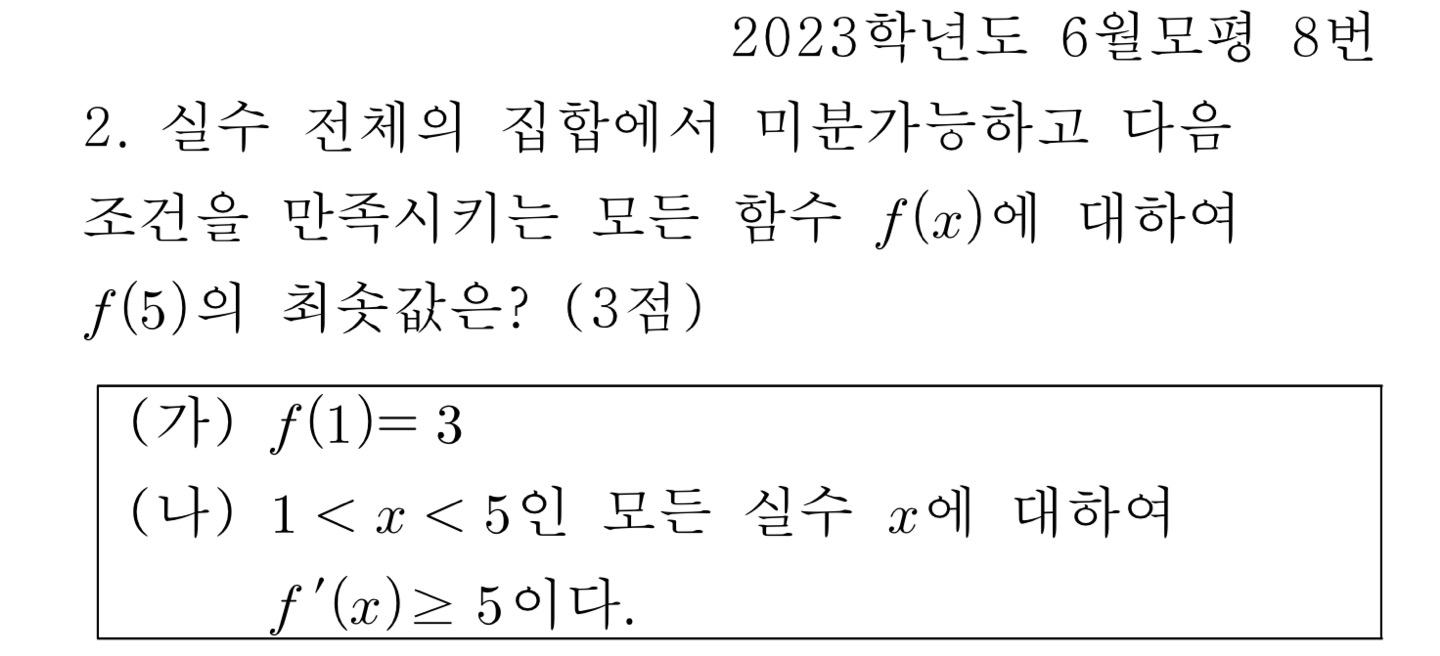 2023학년도 6월모평 8번
2. 실수 전체의 집합에서 미분가능하고 다음
조건을 만족시키는 모든 함수 f(x)에 대하여
f(5)의 최솟값은? (3점)
(가) f(1)= 3
(나) 1 < x < 5인 모든 실수 x에 대하여
f′(x)≥ 5이다.